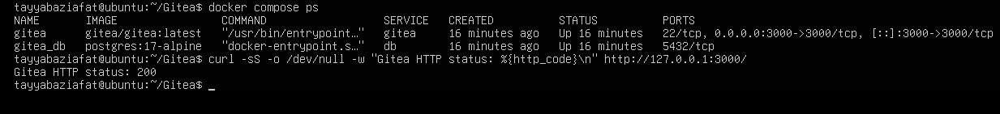 tayyabaziafat@ubuntu:~/Gitea$ docker compose ps
NAME IMAGE COMMAND SERVICE CREATED STATUS PORTS
gitea gitea/gitea:latest "/usr/bin/entrypoint…" gitea 16 minutes ago Up 16 minutes 22/tcp, 0.0.0.0:3000->3000/tcp, [::]:3000->3000/tcp
gitea_db postgres:17-alpine "docker-entrypoint.s…" db 16 minutes ago Up 16 minutes 5432/tcp
tayyabaziafat@ubuntu:~/Gitea$ curl -sS -o /dev/null -w "Gitea HTTP status: %{http_code}\n" http://127.0.0.1:3000/
Gitea HTTP status: 200
tayyabaziafat@ubuntu:~/Gitea$ _